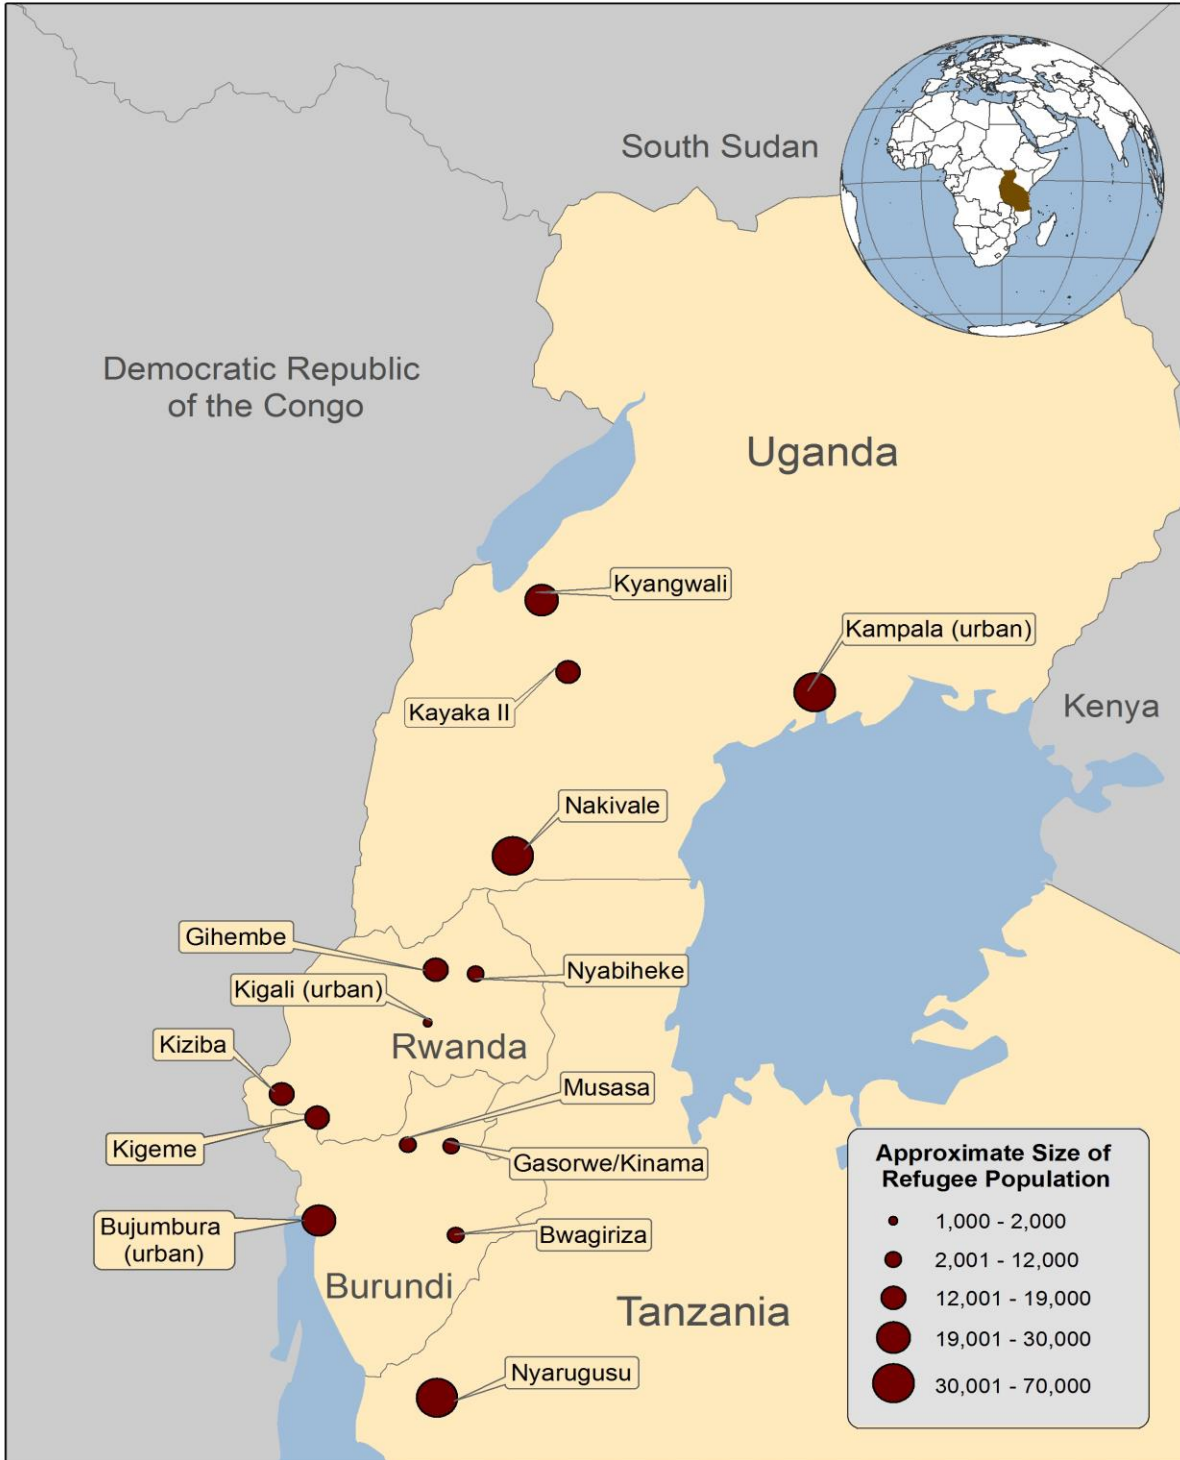 South Sudan
Democratic Republic
of the Congo
Uganda
Kyangwali
Kampala (urban)
Kayaka II
Kenya
Nakivale
Gihembe
Nyabiheke
Kigali (urban)
Rwanda
Kiziba
Musasa
Kigeme
Gasorwe/Kinama
Bujumbura
(urban)
Bwagiriza
Burundi
Tanzania
Nyarugusu
Approximate Size of
Refugee Population
1,000 - 2,000
2,001 - 12,000
12,001 - 19,000
19,001 - 30,000
30,001 - 70,000